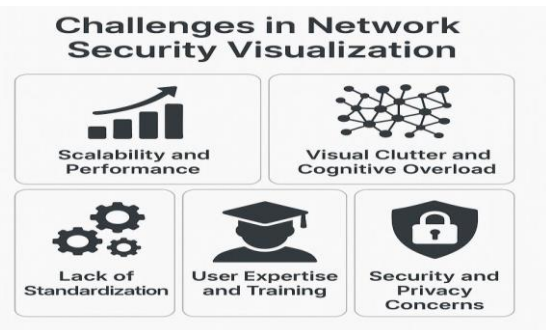 Challenges in Network
Security Visualization
Scalability and
Performance
Visual Clutter and
Cognitive Overload
Lack of
Standardization
User Expertise
and Training
Security and
Privacy
Concerns